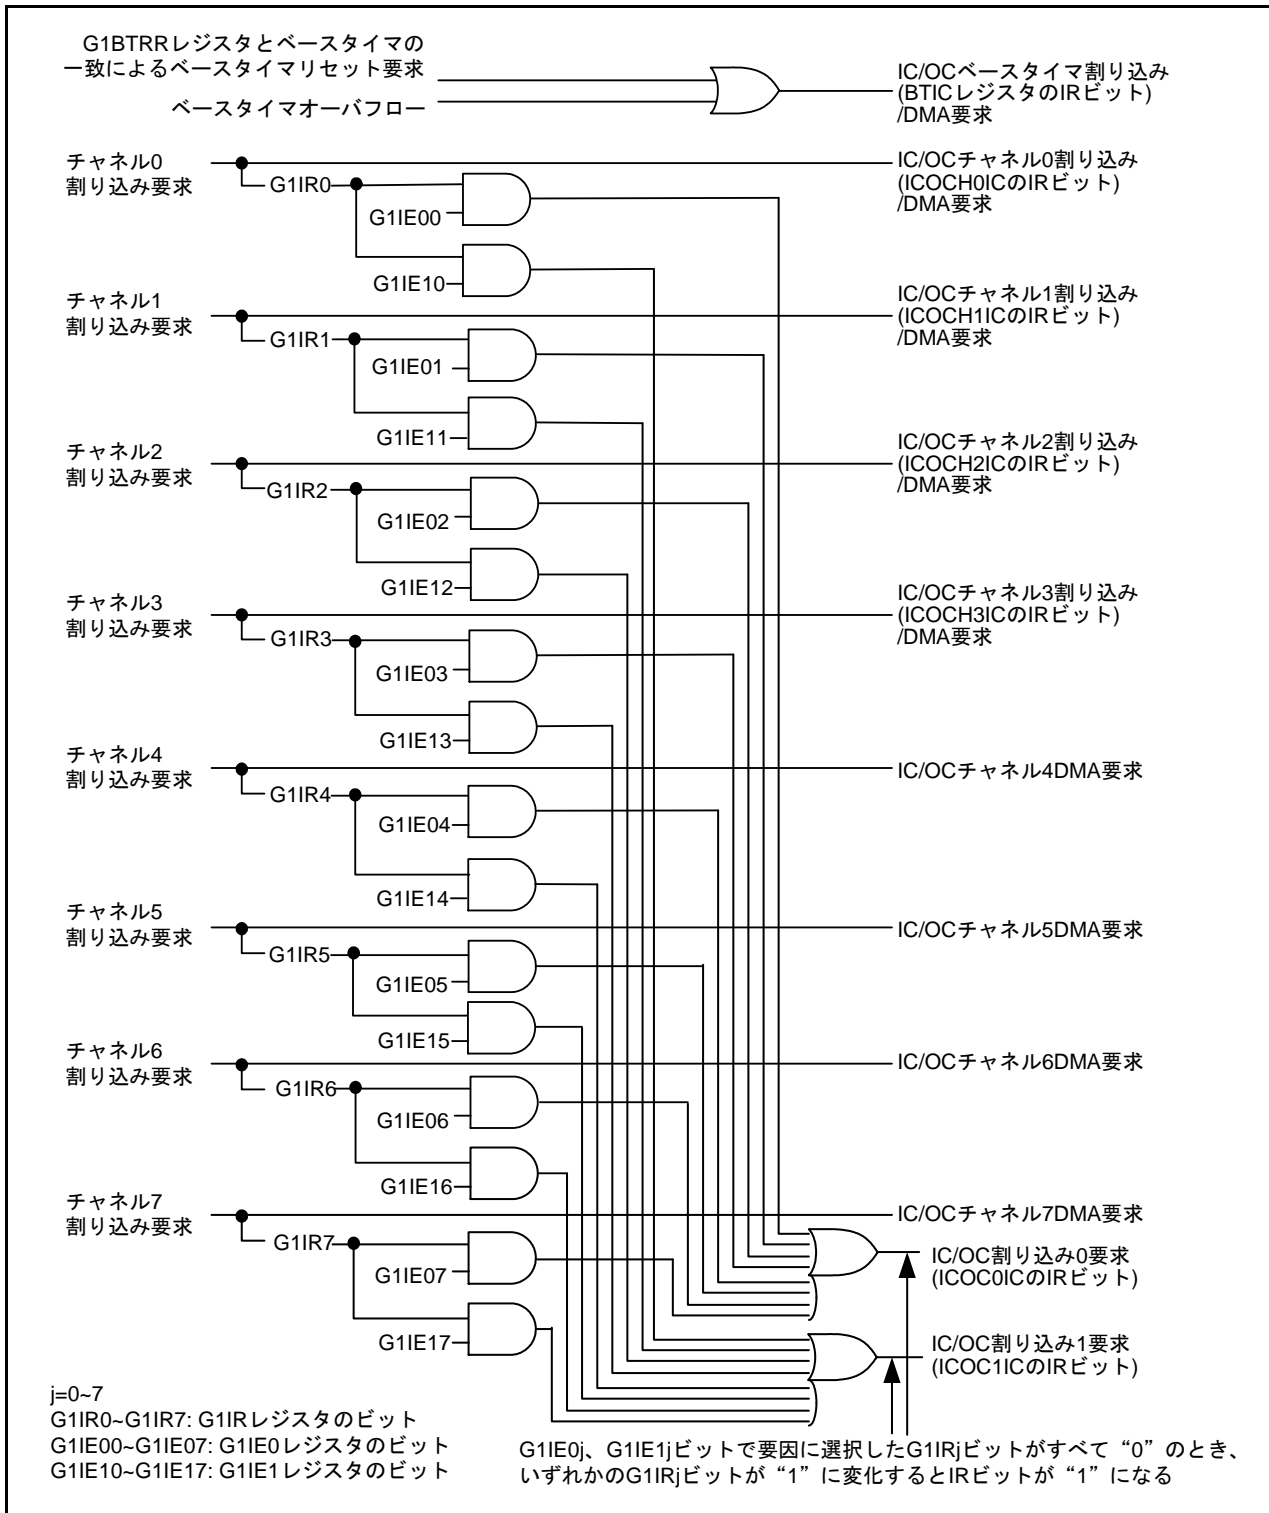 G1BTRRレジスタとベースタイマの
一致によるベースタイマリセット要求
ベースタイマオーバフロー
IC/OCベースタイマ割り込み
(BTICレジスタのIRビット)
/DMA要求
チャネル0
割り込み要求
G1IR0
G1IE00
G1IE10
IC/OCチャネル0割り込み
(ICOCH0ICのIRビット)
/DMA要求
チャネル1
割り込み要求
G1IR1
G1IE01
G1IE11
IC/OCチャネル1割り込み
(ICOCH1ICのIRビット)
/DMA要求
チャネル2
割り込み要求
G1IR2
G1IE02
G1IE12
IC/OCチャネル2割り込み
(ICOCH2ICのIRビット)
/DMA要求
チャネル3
割り込み要求
G1IR3
G1IE03
G1IE13
IC/OCチャネル3割り込み
(ICOCH3ICのIRビット)
/DMA要求
チャネル4
割り込み要求
G1IR4
G1IE04
G1IE14
IC/OCチャネル4DMA要求
チャネル5
割り込み要求
G1IR5
G1IE05
G1IE15
IC/OCチャネル5DMA要求
チャネル6
割り込み要求
G1IR6
G1IE06
G1IE16
IC/OCチャネル6DMA要求
チャネル7
割り込み要求
G1IR7
G1IE07
G1IE17
IC/OCチャネル7DMA要求
IC/OC割り込み0要求
(ICOC0ICのIRビット)
IC/OC割り込み1要求
(ICOC1ICのIRビット)
j=0~7
G1IR0~G1IR7: G1IRレジスタのビット
G1IE00~G1IE07: G1IE0レジスタのビット
G1IE10~G1IE17: G1IE1レジスタのビット
G1IE0j、G1IE1jビットで要因に選択したG1IRjビットがすべて“0”のとき、
いずれかのG1IRjビットが“1”に変化するとIRビットが“1”になる